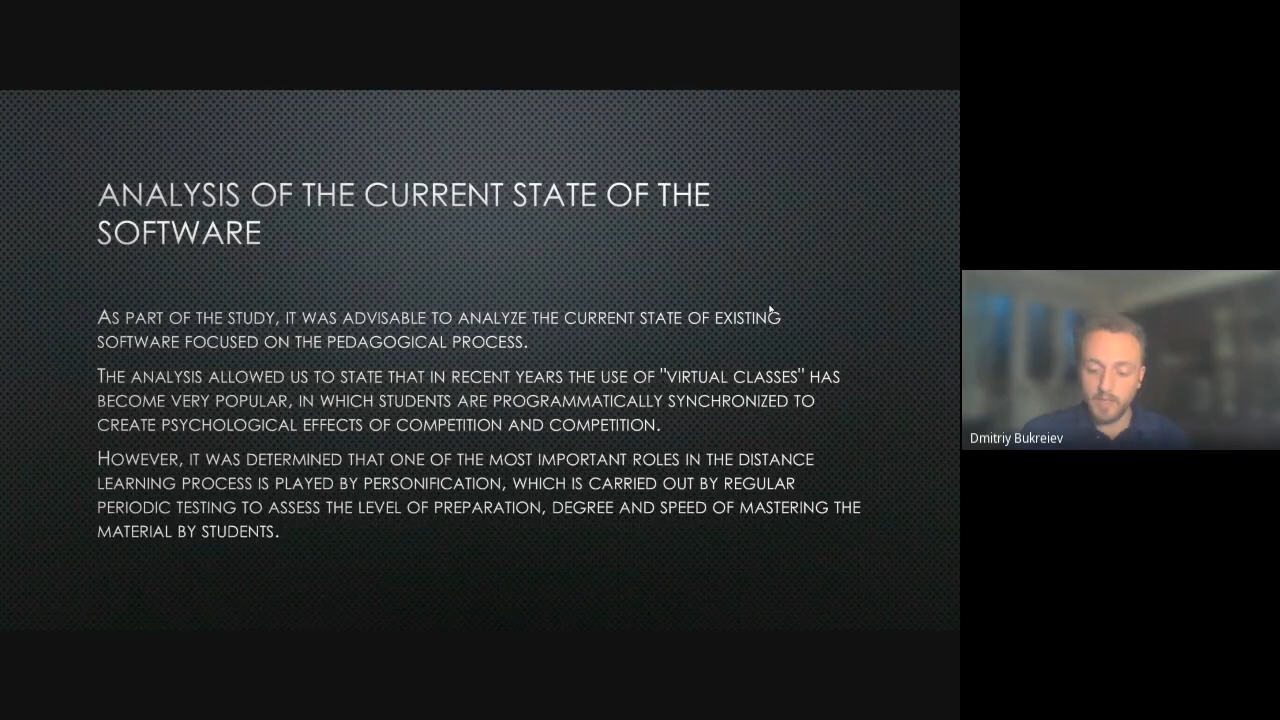 ANALYSIS OF THE CURRENT STATE OF THE
SOFTWARE
AS PART OF THE STUDY, IT WAS ADVISABLE TO ANALYZE THE CURRENT STATE OF EXISTING
SOFTWARE FOCUSED ON THE PEDAGOGICAL PROCESS.
THE ANALYSIS ALLOWED US TO STATE THAT IN RECENT YEARS THE USE OF "VIRTUAL CLASSES" HAS
BECOME VERY POPULAR, IN WHICH STUDENTS ARE PROGRAMMATICALLY SYNCHRONIZED TO
CREATE PSYCHOLOGICAL EFFECTS OF COMPETITION AND COMPETITION.
HOWEVER, IT WAS DETERMINED THAT ONE OF THE MOST IMPORTANT ROLES IN THE DISTANCE
LEARNING PROCESS IS PLAYED BY PERSONIFICATION, WHICH IS CARRIED OUT BY REGULAR
PERIODIC TESTING TO ASSESS THE LEVEL OF PREPARATION, DEGREE AND SPEED OF MASTERING THE
MATERIAL BY STUDENTS.
Dmitriy Bukreiev